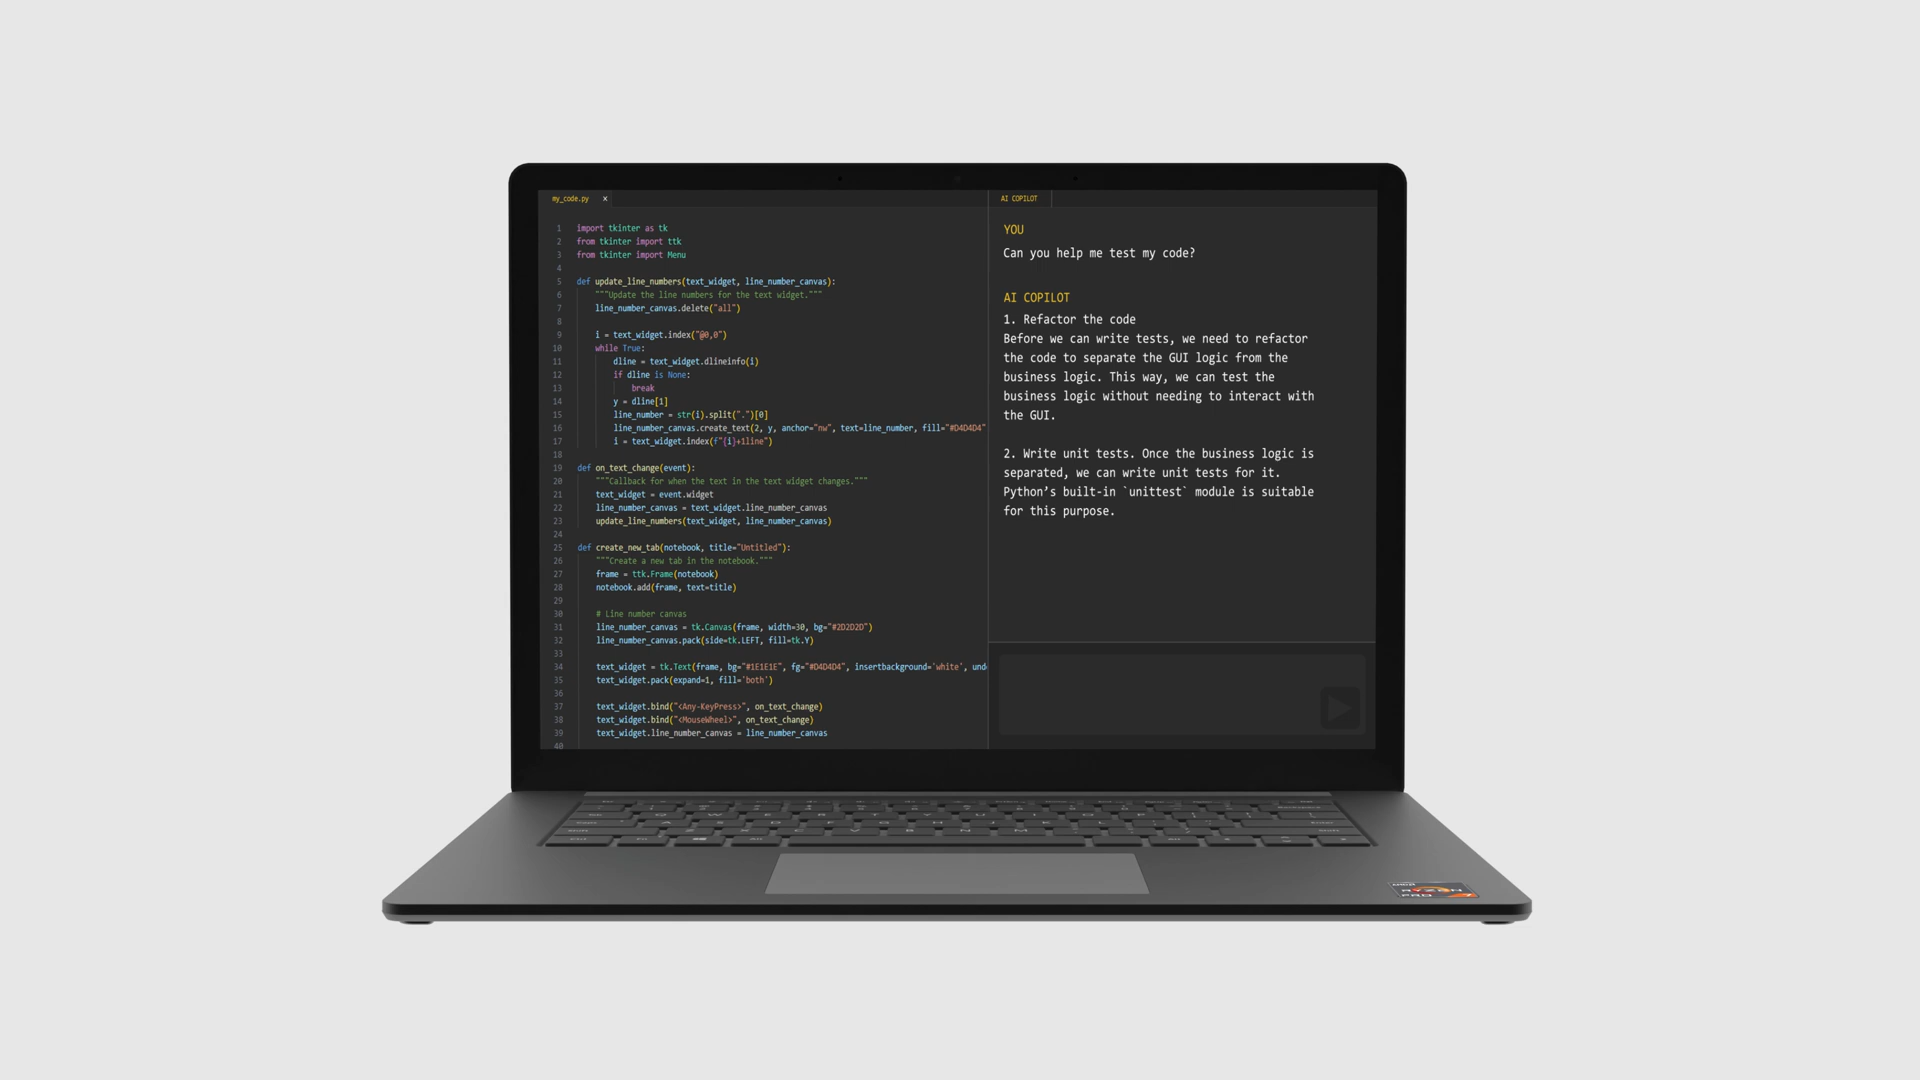 my_code.py x
1 import tkinter as tk
2 from tkinter import ttk
3 from tkinter import Menu
4
5 def update_line_numbers(text_widget, line_number_canvas):
6 """Update the line numbers for the text widget."""
7 line_number_canvas.delete("all")
8
9 i = text_widget.index("@0,0")
10 while True:
11 dline = text_widget.dlineinfo(i)
12 if dline is None:
13 break
14 y = dline[1]
15 line_number = str(i).split(".")[0]
16 line_number_canvas.create_text(2, y, anchor="nw", text=line_number, fill="#D4D4D4"
17 i = text_widget.index(f"{i}+1line")
18
19 def on_text_change(event):
20 """Callback for when the text in the text widget changes."""
21 text_widget = event.widget
22 line_number_canvas = text_widget.line_number_canvas
23 update_line_numbers(text_widget, line_number_canvas)
24
25 def create_new_tab(notebook, title="Untitled"):
26 """Create a new tab in the notebook."""
27 frame = ttk.Frame(notebook)
28 notebook.add(frame, text=title)
29
30 # Line number canvas
31 line_number_canvas = tk.Canvas(frame, width=30, bg="#2D2D2D")
32 line_number_canvas.pack(side=tk.LEFT, fill=tk.Y)
33
34 text_widget = tk.Text(frame, bg="#1E1E1E", fg="#D4D4D4", insertbackground='white', und
35 text_widget.pack(expand=1, fill='both')
36
37 text_widget.bind("<Any-KeyPress>", on_text_change)
38 text_widget.bind("<MouseWheel>", on_text_change)
39 text_widget.line_number_canvas = line_number_canvas
40
AI COPILOT
YOU
Can you help me test my code?
AI COPILOT
1. Refactor the code
Before we can write tests, we need to refactor
the code to separate the GUI logic from the
business logic. This way, we can test the
business logic without needing to interact with
the GUI.
2. Write unit tests. Once the business logic is
separated, we can write unit tests for it.
Python’s built-in `unittest` module is suitable
for this purpose.
AMD
RYZEN
PRO 7